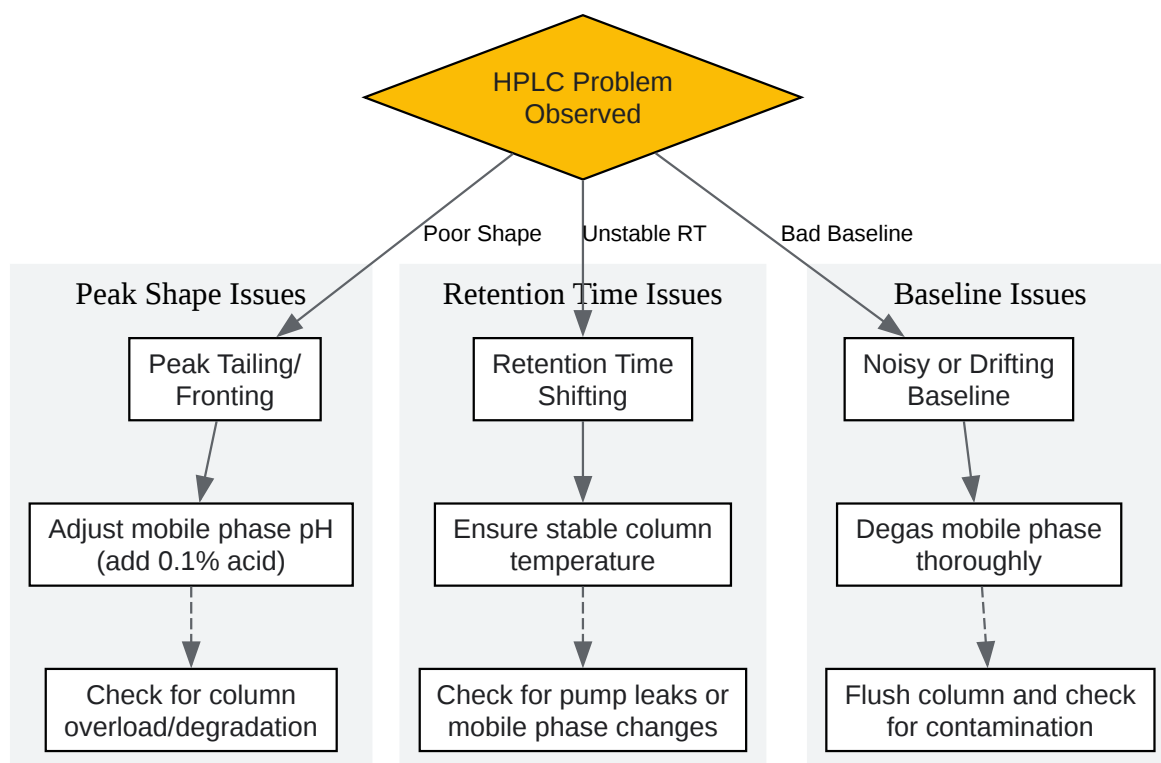 HPLC Problem
Observed
Poor Shape
Unstable RT
Bad Baseline
Peak Shape Issues
Retention Time Issues
Baseline Issues
Peak Tailing/
Fronting
Retention Time
Shifting
Noisy or Drifting
Baseline
Adjust mobile phase pH
(add 0.1% acid)
Ensure stable column
temperature
Degas mobile phase
thoroughly
Check for column
overload/degradation
Check for pump leaks or
mobile phase changes
Flush column and check
for contamination